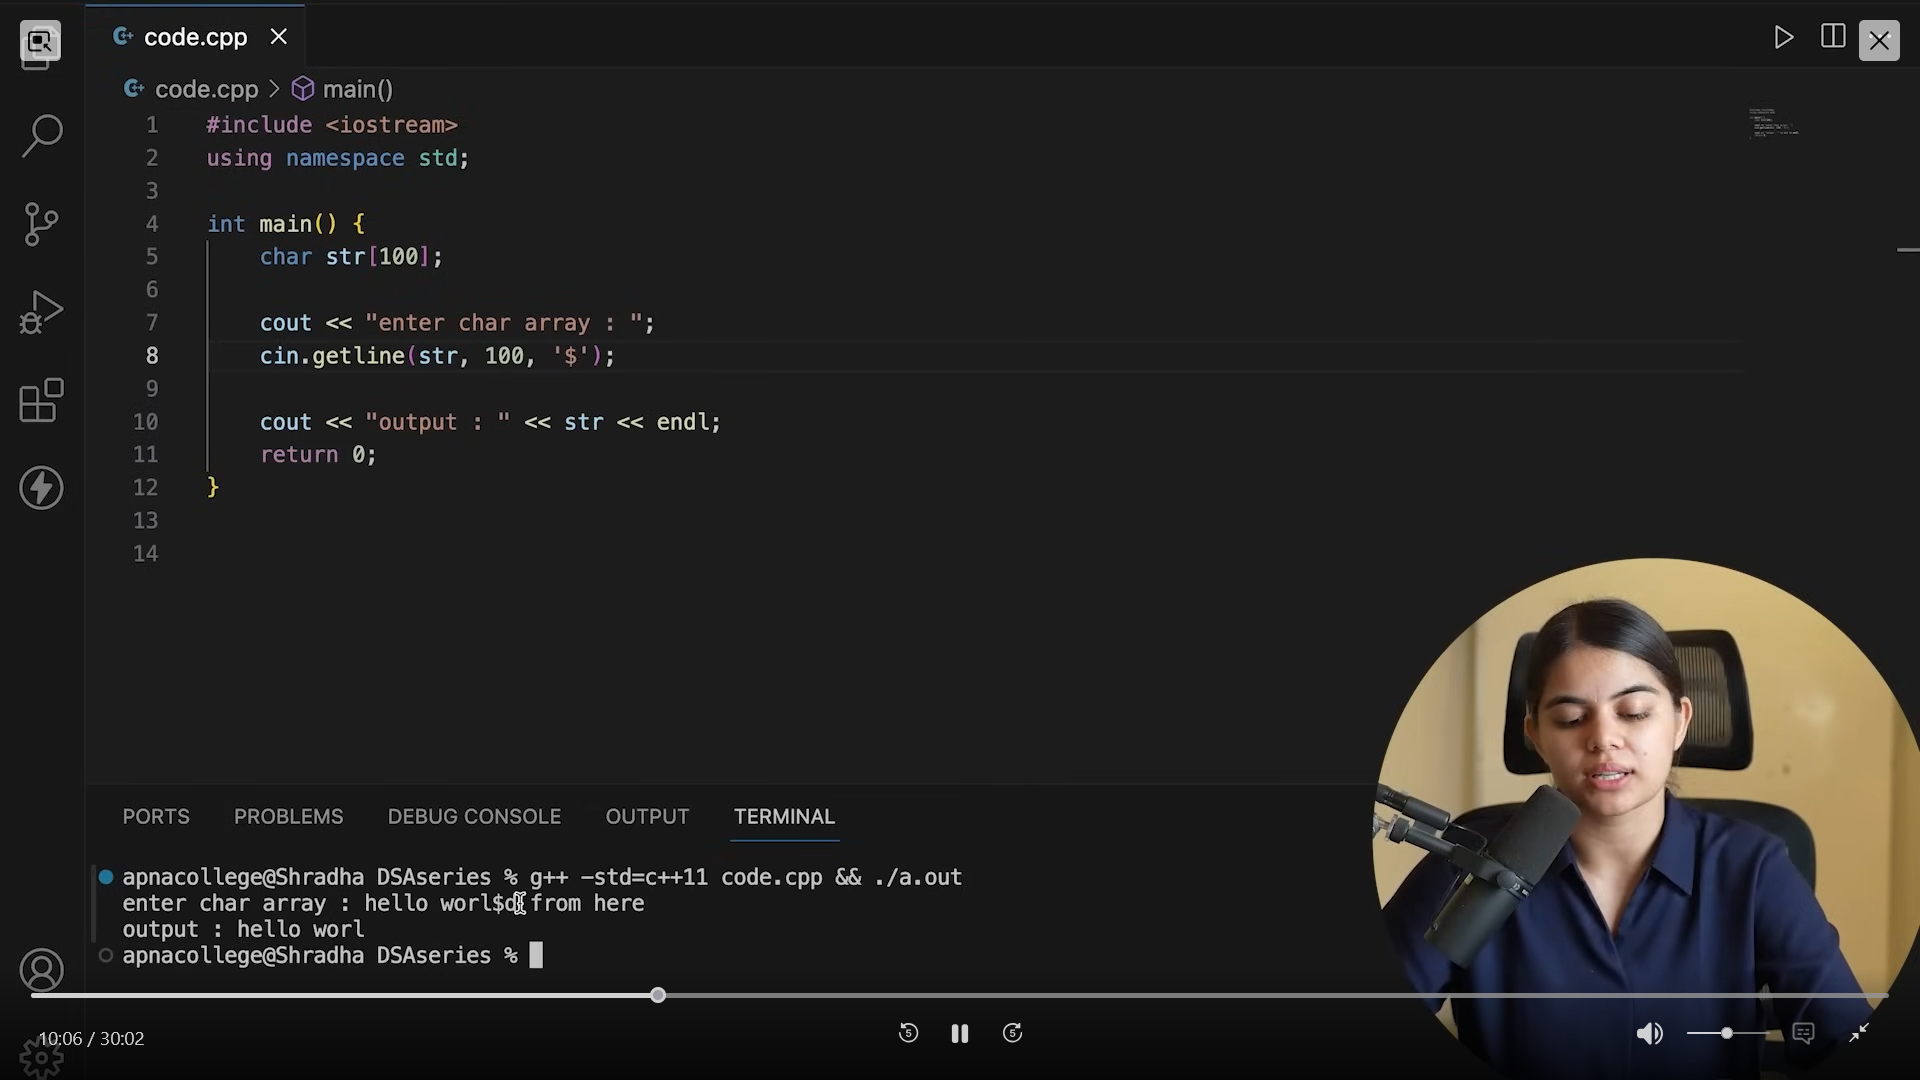 code.cpp
code.cpp > main()
1 #include <iostream>
2 using namespace std;
3
4 int main() {
5 char str[100];
6
7 cout << "enter char array : ";
8 cin.getline(str, 100, '$');
9
10 cout << "output : " << str << endl;
11 return 0;
12 }
13
14
PORTS PROBLEMS DEBUG CONSOLE OUTPUT TERMINAL
apnacollege@Shradha DSAseries % g++ -std=c++11 code.cpp && ./a.out
enter char array : hello worl$d from here
output : hello worl
apnacollege@Shradha DSAseries %
10:06 / 30:02
5 5